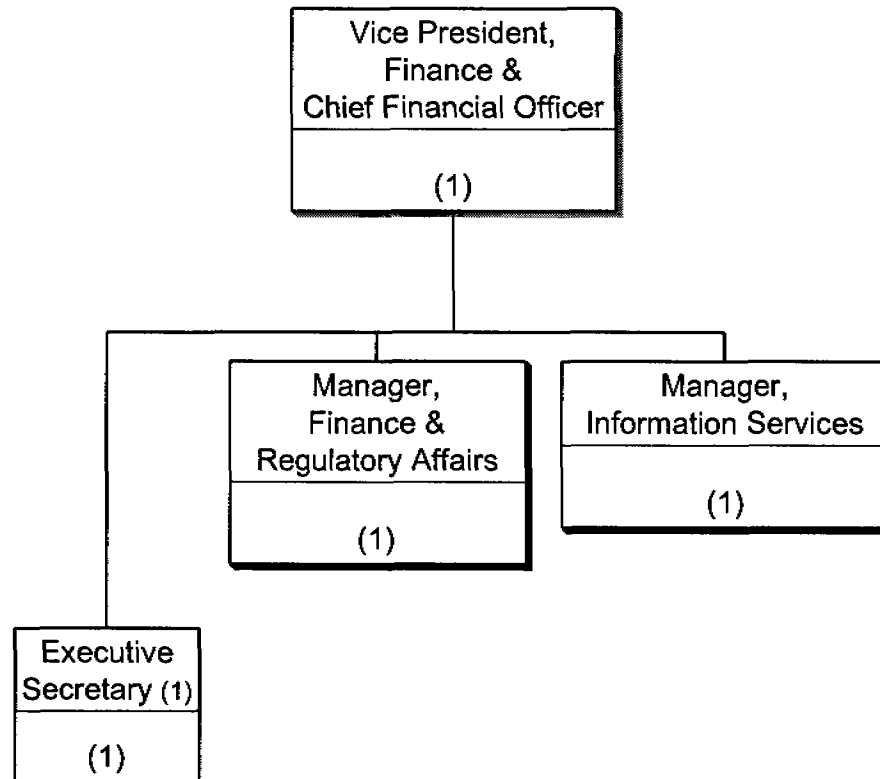 Vice President,
Finance &
Chief Financial Officer
(1)
Manager,
Finance &
Regulatory Affairs
(1)
Manager,
Information Services
(1)
Executive
Secretary (1)
(1)